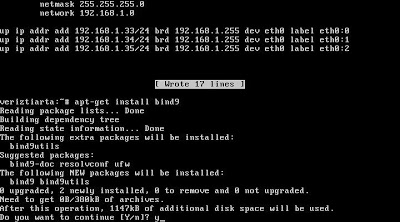 netmask 255.255.255.0
network 192.168.1.0
up ip addr add 192.168.1.33/24 brd 192.168.1.255 dev eth0 label eth0:0
up ip addr add 192.168.1.34/24 brd 192.168.1.255 dev eth0 label eth0:1
up ip addr add 192.168.1.35/24 brd 192.168.1.255 dev eth0 label eth0:2
[ Wrote 17 lines ]
veriztiarta:~# apt-get install bind9
Reading package lists... Done
Building dependency tree
Reading state information... Done
The following extra packages will be installed:
bind9utils
Suggested packages:
bind9-doc resolvconf ufw
The following NEW packages will be installed:
bind9 bind9utils
0 upgraded, 2 newly installed, 0 to remove and 0 not upgraded.
Need to get 0B/380kB of archives.
After this operation, 1147kB of additional disk space will be used.
Do you want to continue [Y/n]? y_